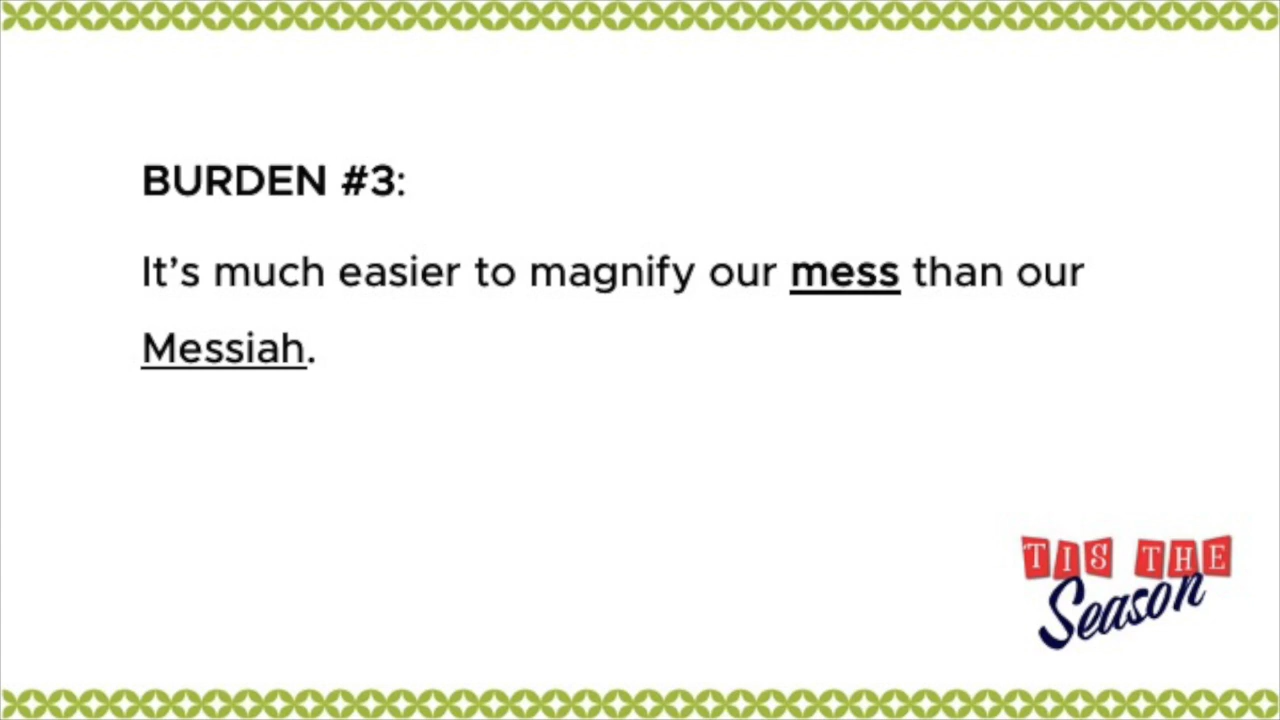 BURDEN #3:
It's much easier to magnify our mess than our
Messiah.
TIS THE
Season